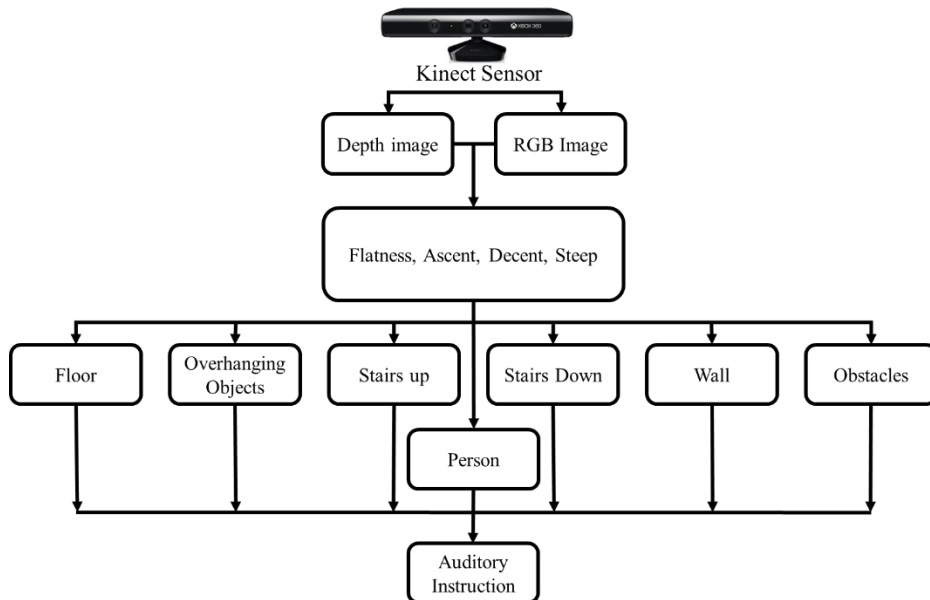 XBOX 360
Kinect Sensor
Depth image
RGB Image
Flatness, Ascent, Decent, Steep
Floor
Overhanging
Objects
Stairs up
Stairs Down
Wall
Obstacles
Person
Auditory
Instruction